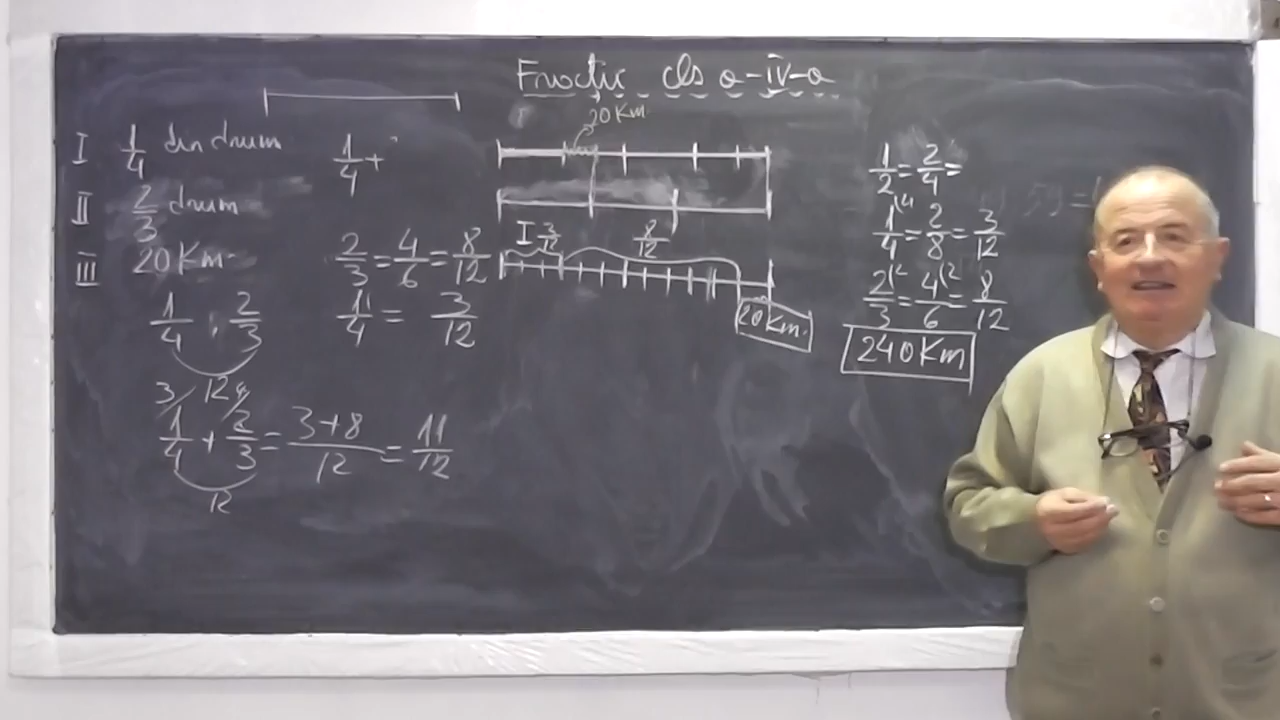 Fracție cls a-IV-a
I 1/4 din drum
II 2/3 drum
III 20 Km
1/4 , 2/3
12
1/4 + 2/3 = 3+8/12 = 11/12
12
1/4 +
2/3 = 4/6 = 8/12
1/4 = 3/12
20 Km
I 3/12 8/12
20 Km.
1/2 = 2/4 =
1/4 = 2/8 = 3/12
2/3 = 4/6 = 8/12
240 Km